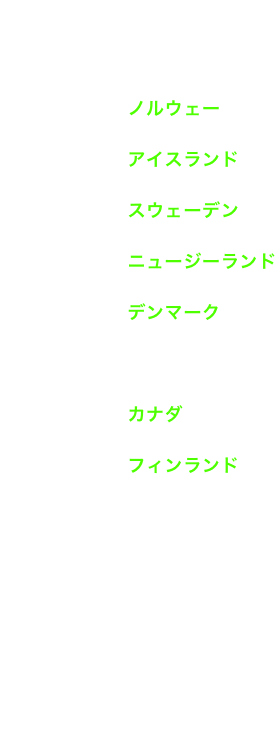 ノルウェー
アイスランド
スウェーデン
ニュージーランド
デンマーク
カナダ
フィンランド